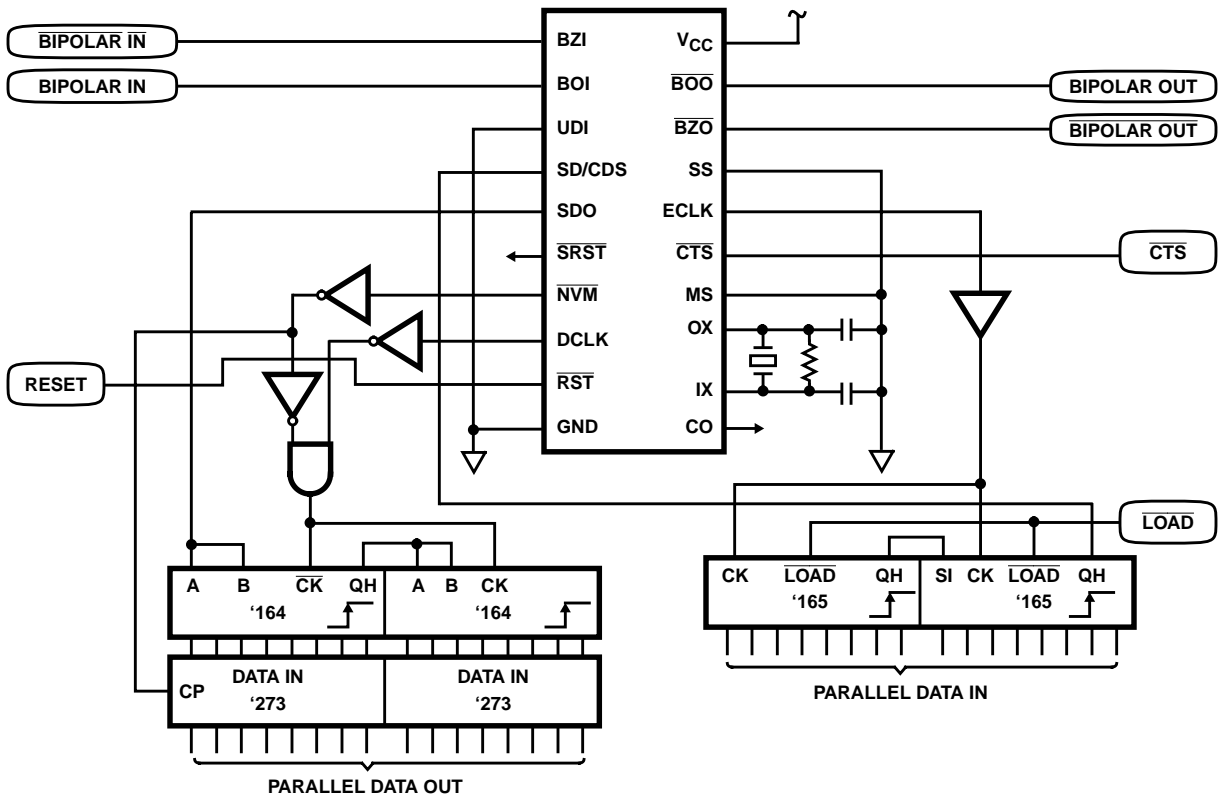 BIPOLAR IN
BIPOLAR IN
RESET
BZI
BOI
UDI
SD/CDS
SDO
SRST
NVM
DCLK
RST
GND
VCC
BOO
BZO
SS
ECLK
CTS
MS
OX
IX
CO
BIPOLAR OUT
BIPOLAR OUT
CTS
LOAD
A B CK QH A B CK
‘164 ‘164
CP DATA IN DATA IN
‘273 ‘273
PARALLEL DATA OUT
CK LOAD QH SI CK LOAD QH
‘165 ‘165
PARALLEL DATA IN